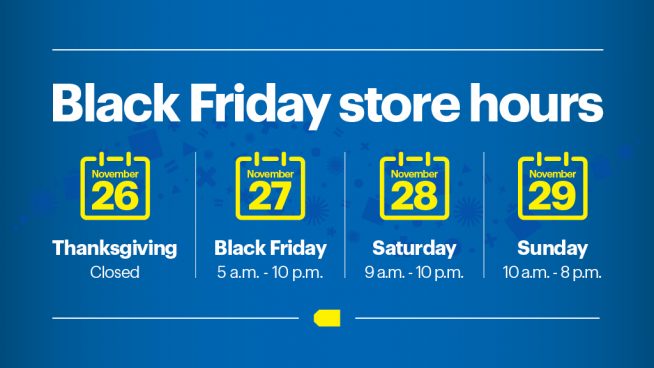 Black Friday store hours
November
26
Thanksgiving
Closed
November
27
Black Friday
5 a.m. - 10 p.m.
November
28
Saturday
9 a.m. - 10 p.m.
November
29
Sunday
10 a.m. - 8 p.m.